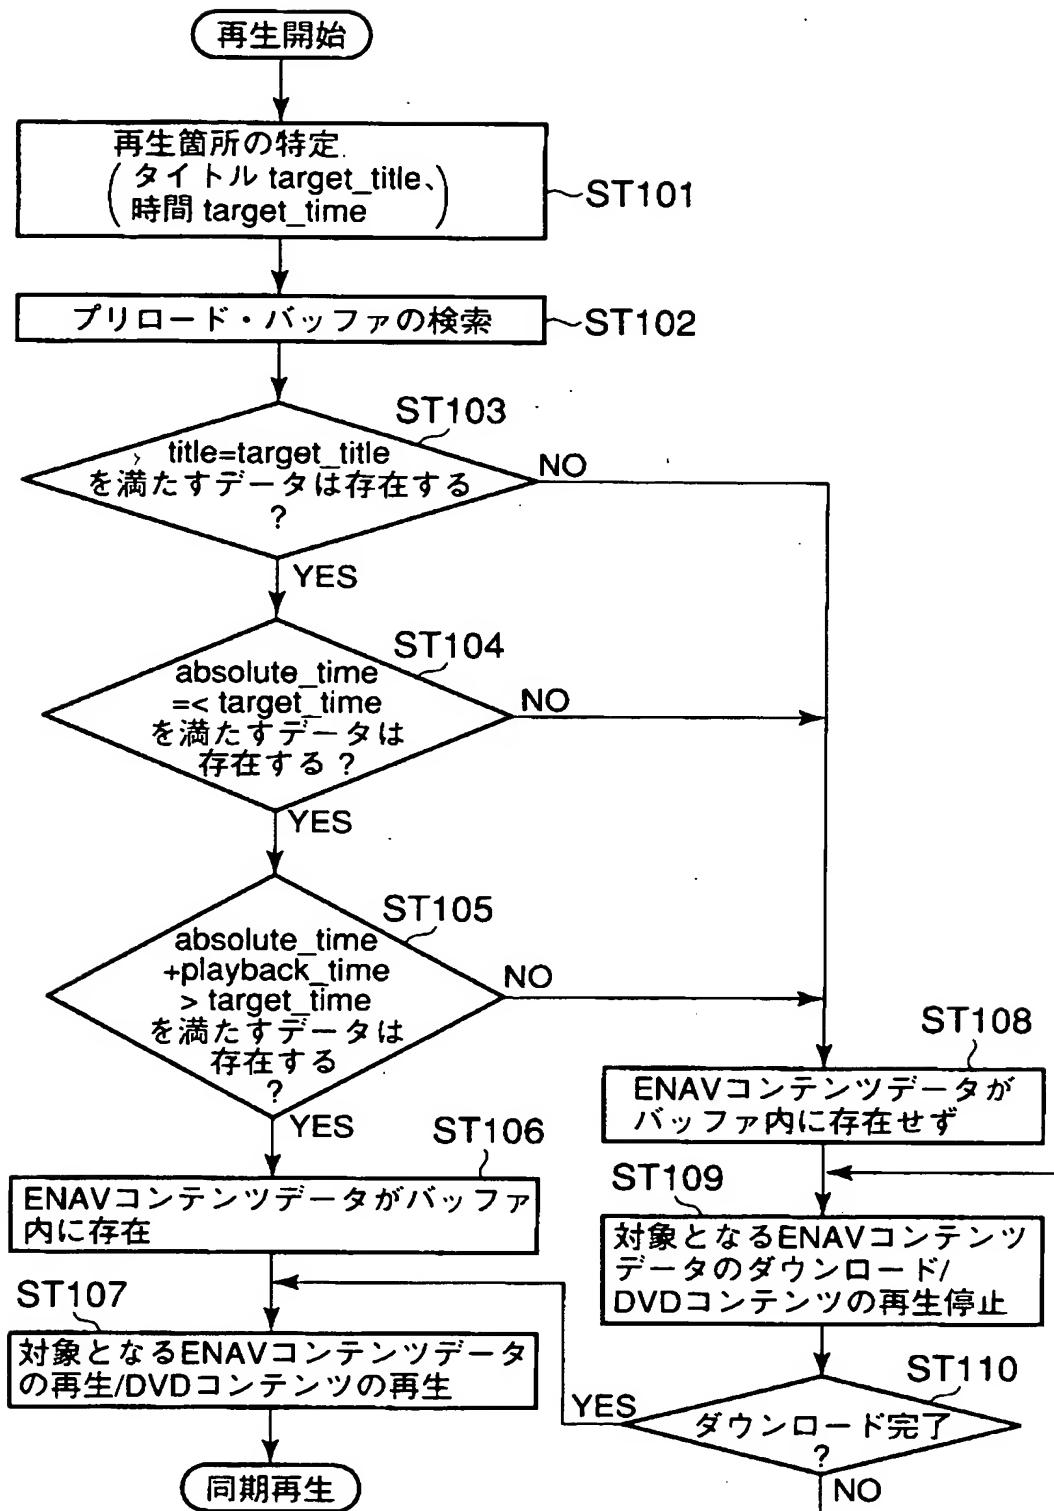 再生開始
再生箇所の特定
(タイトル target_title、
時間 target_time)
ST101
プリロード・バッファの検索
ST102
ST103
title=target_title
を満たすデータは存在する
?
NO
YES
ST104
absolute_time
=< target_time
を満たすデータは
存在する?
NO
YES
ST105
absolute_time
+playback_time
> target_time
を満たすデータは
存在する
?
NO
YES
ST106
ENAVコンテンツデータがバッファ
内に存在
ST107
対象となるENAVコンテンツデータ
の再生/DVDコンテンツの再生
同期再生
ST108
ENAVコンテンツデータが
バッファ内に存在せず
ST109
対象となるENAVコンテンツ
データのダウンロード/
DVDコンテンツの再生停止
ST110
ダウンロード完了
?
YES
NO